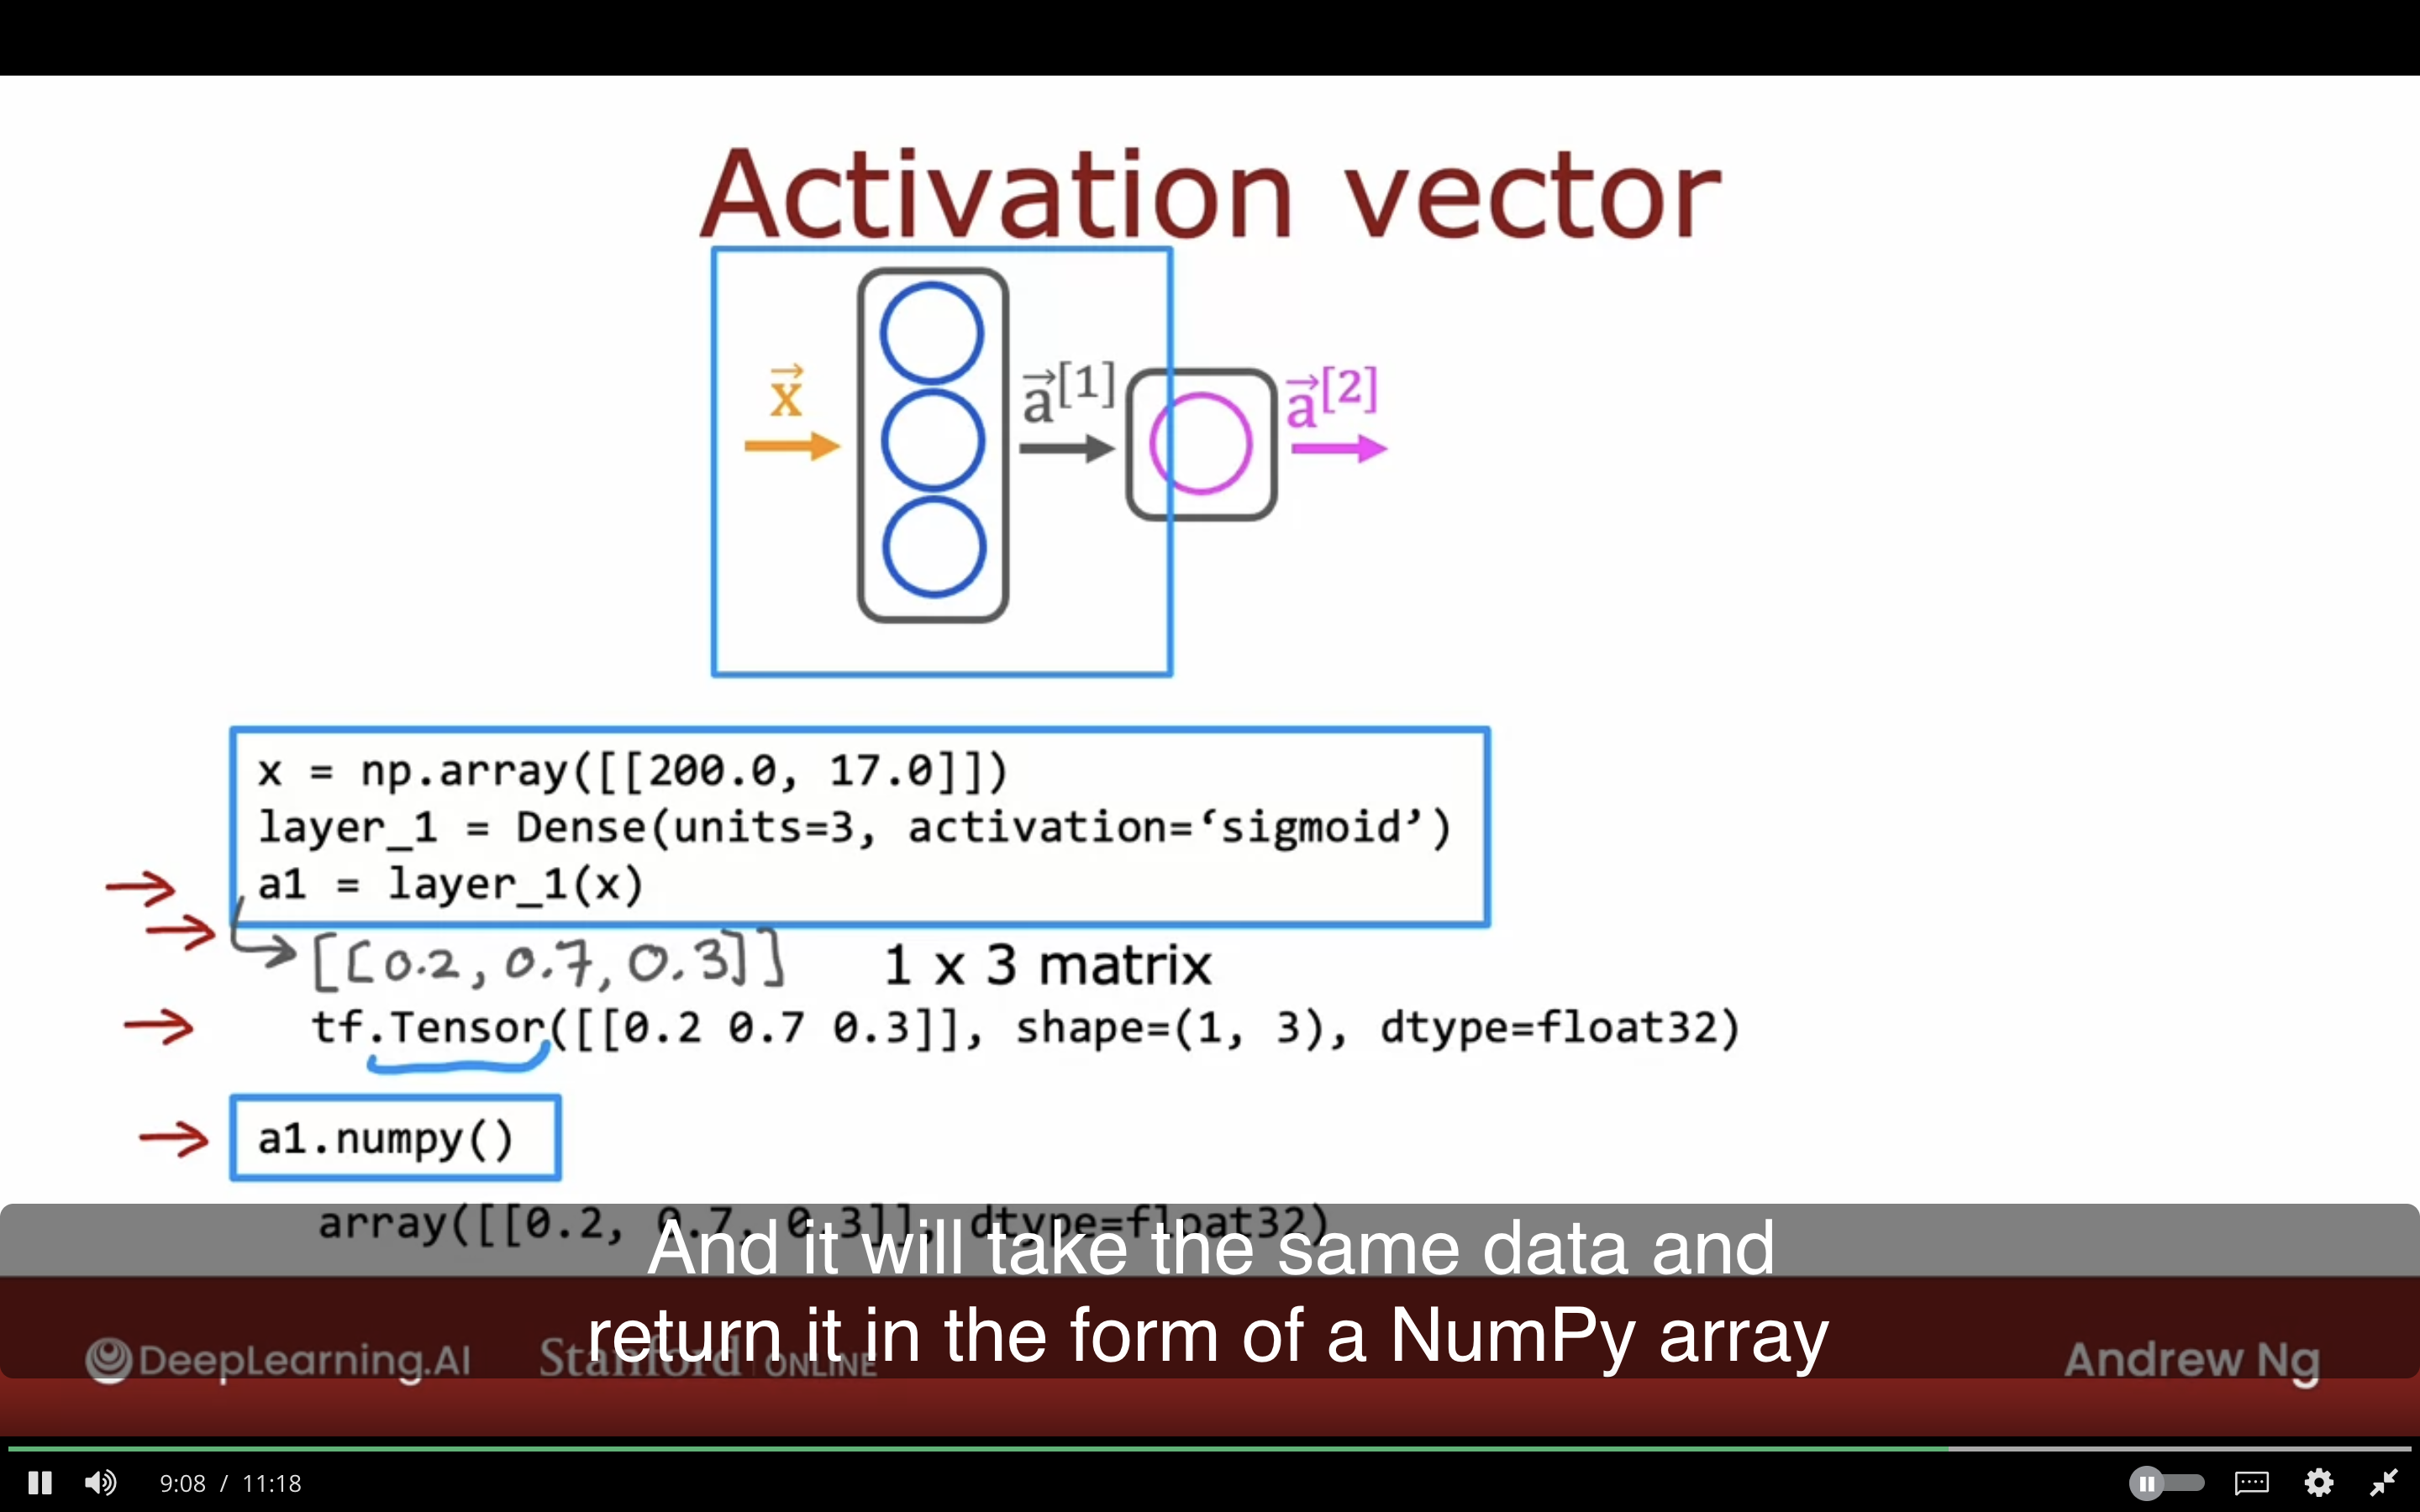 Activation vector
x⃗
a⃗[1]
a⃗[2]
x = np.array([[200.0, 17.0]])
layer_1 = Dense(units=3, activation=‘sigmoid’)
a1 = layer_1(x)
[[0.2, 0.7, 0.3]] 1 x 3 matrix
tf.Tensor([[0.2 0.7 0.3]], shape=(1, 3), dtype=float32)
a1.numpy()
array([[0.2, 0.7, 0.3]], dtype=float32)
And it will take the same data and
return it in the form of a NumPy array
DeepLearning.AI Stanford ONLINE Andrew Ng
9:08 / 11:18